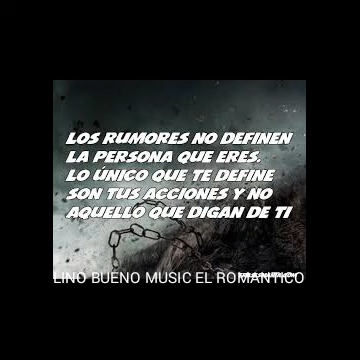 LOS RUMORES NO DEFINEN
LA PERSONA QUE ERES.
LO ÚNICO QUE TE DEFINE
SON TUS ACCIONES Y NO
AQUELLO QUE DIGAN DE TI
LINO BUENO MUSIC EL ROMANTICO